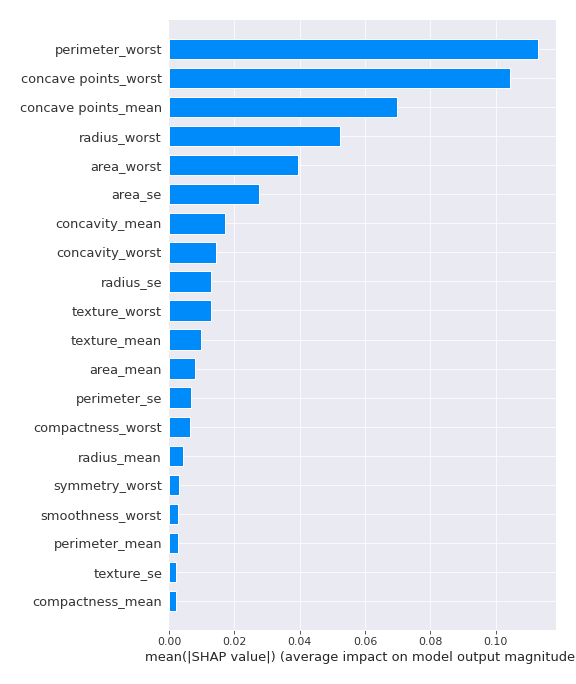 perimeter_worst
concave points_worst
concave points_mean
radius_worst
area_worst
area_se
concavity_mean
concavity_worst
radius_se
texture_worst
texture_mean
area_mean
perimeter_se
compactness_worst
radius_mean
symmetry_worst
smoothness_worst
perimeter_mean
texture_se
compactness_mean
0.00 0.02 0.04 0.06 0.08 0.10
mean(|SHAP value|) (average impact on model output magnitude